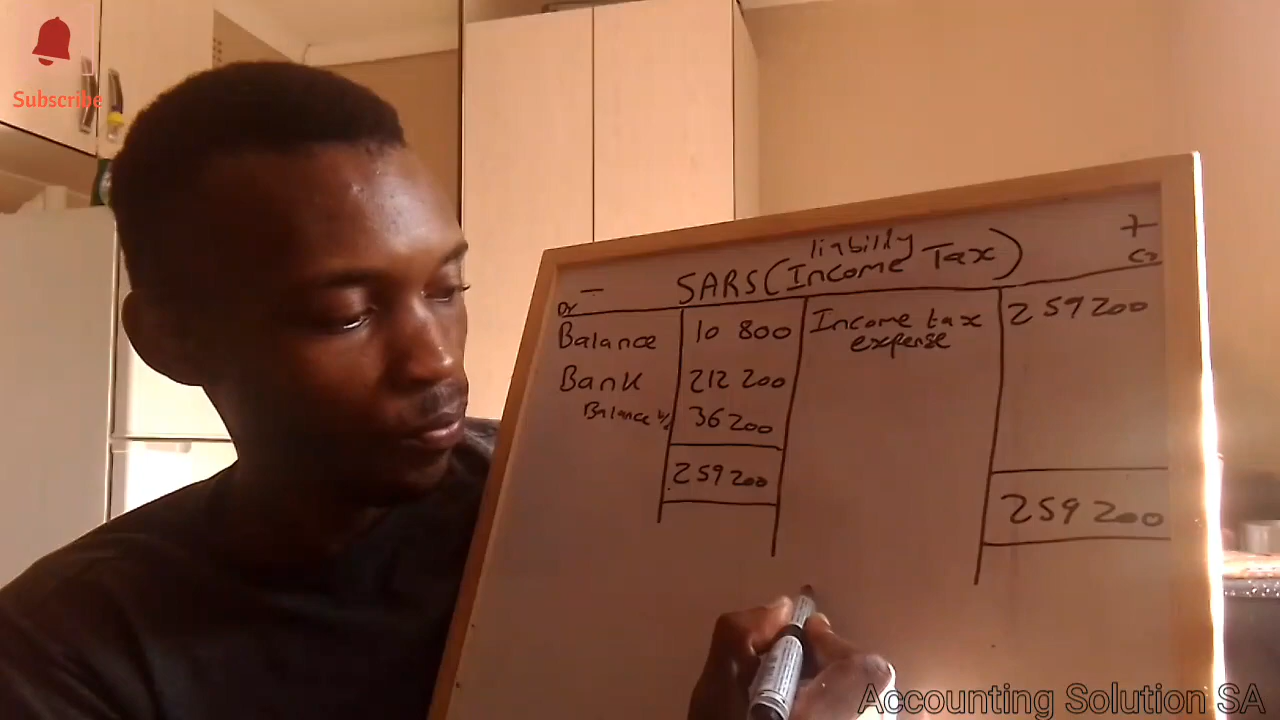 Subscribe
+
liability
SARS (Income Tax)
Dr - Cr
Balance 10 800 Income tax 259 200
expense
Bank 212 200
Balance b/d 36 200
259 200
259 200
Accounting Solution SA